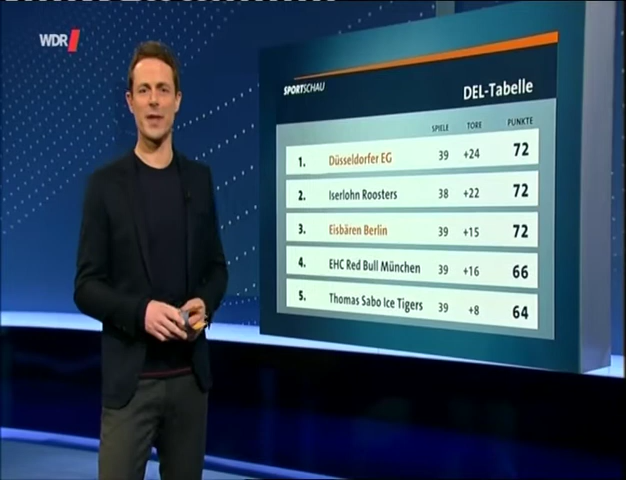 WDR
SPORTSCHAU
DEL-Tabelle
SPIELE TORE PUNKTE
1. Düsseldorfer EG 39 +24 72
2. Iserlohn Roosters 38 +22 72
3. Eisbären Berlin 39 +15 72
4. EHC Red Bull München 39 +16 66
5. Thomas Sabo Ice Tigers 39 +8 64